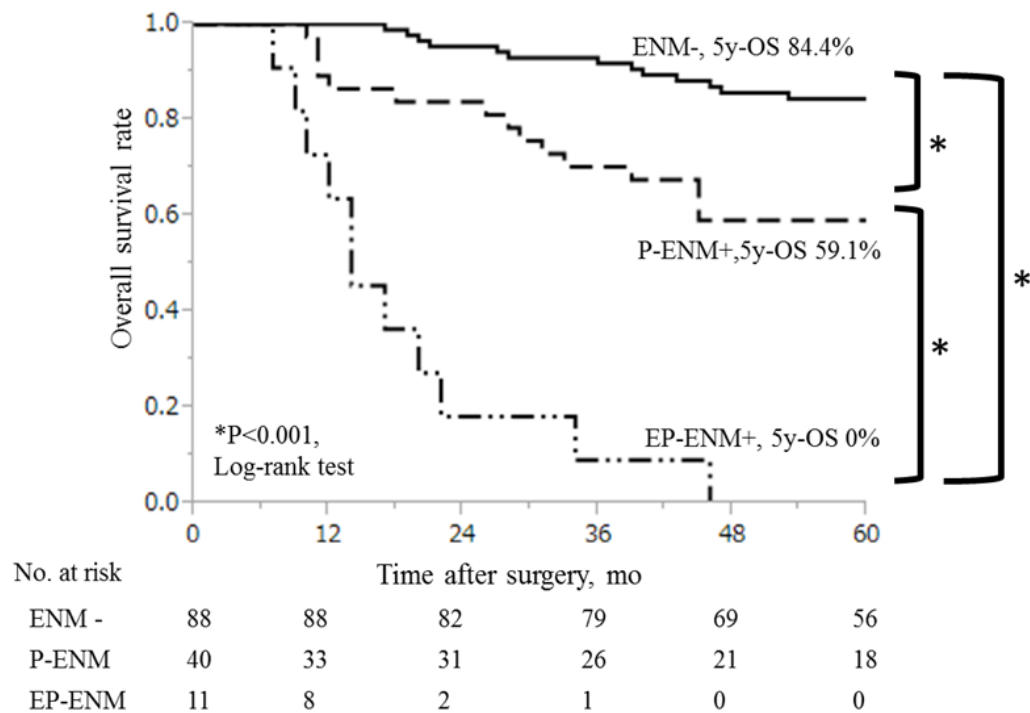 1.0
ENM-, 5y-OS 84.4%
0.8
*
Overall survival rate
0.6
P-ENM+,5y-OS 59.1%
*
0.4
*
0.2
*P<0.001,
Log-rank test
EP-ENM+, 5y-OS 0%
0.0
0 12 24 36 48 60
No. at risk Time after surgery, mo
ENM - 88 88 82 79 69 56
P-ENM 40 33 31 26 21 18
EP-ENM 11 8 2 1 0 0